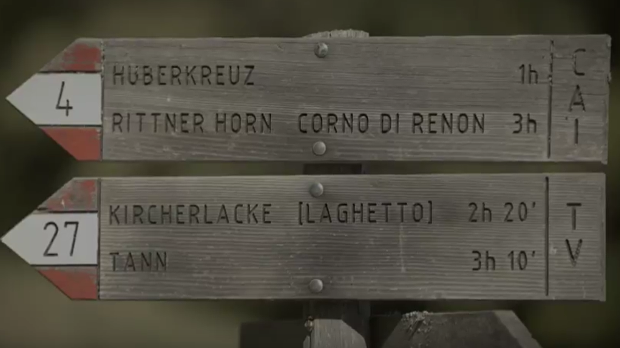 4 HUBERKREUZ 1h CAI
RITTNER HORN CORNO DI RENON 3h
27 KIRCHERLACKE [LAGHETTO] 2h 20' TV
TANN 3h 10'